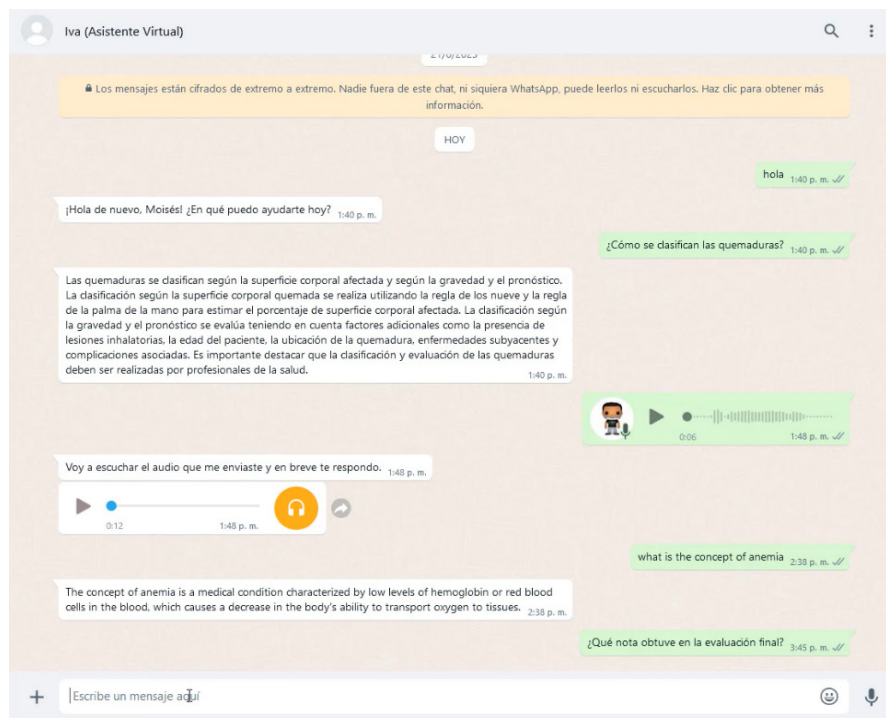 Iva (Asistente Virtual)
Los mensajes están cifrados de extremo a extremo. Nadie fuera de este chat, ni siquiera WhatsApp, puede leerlos ni escucharlos. Haz clic para obtener más
información.
HOY
hola 1:40 p. m.
¡Hola de nuevo, Moisés! ¿En qué puedo ayudarte hoy? 1:40 p. m.
¿Cómo se clasifican las quemaduras? 1:40 p. m.
Las quemaduras se clasifican según la superficie corporal afectada y según la gravedad y el pronóstico.
La clasificación según la superficie corporal quemada se realiza utilizando la regla de los nueve y la regla
de la palma de la mano para estimar el porcentaje de superficie corporal afectada. La clasificación según
la gravedad y el pronóstico se evalúa teniendo en cuenta factores adicionales como la presencia de
lesiones inhalatorias, la edad del paciente, la ubicación de la quemadura, enfermedades subyacentes y
complicaciones asociadas. Es importante destacar que la clasificación y evaluación de las quemaduras
deben ser realizadas por profesionales de la salud. 1:40 p. m.
0:06 1:48 p. m.
Voy a escuchar el audio que me enviaste y en breve te respondo. 1:48 p. m.
0:12 1:48 p. m.
what is the concept of anemia 2:38 p. m.
The concept of anemia is a medical condition characterized by low levels of hemoglobin or red blood
cells in the blood, which causes a decrease in the body's ability to transport oxygen to tissues. 2:38 p. m.
¿Qué nota obtuve en la evaluación final? 3:45 p. m.
Escribe un mensaje aquí